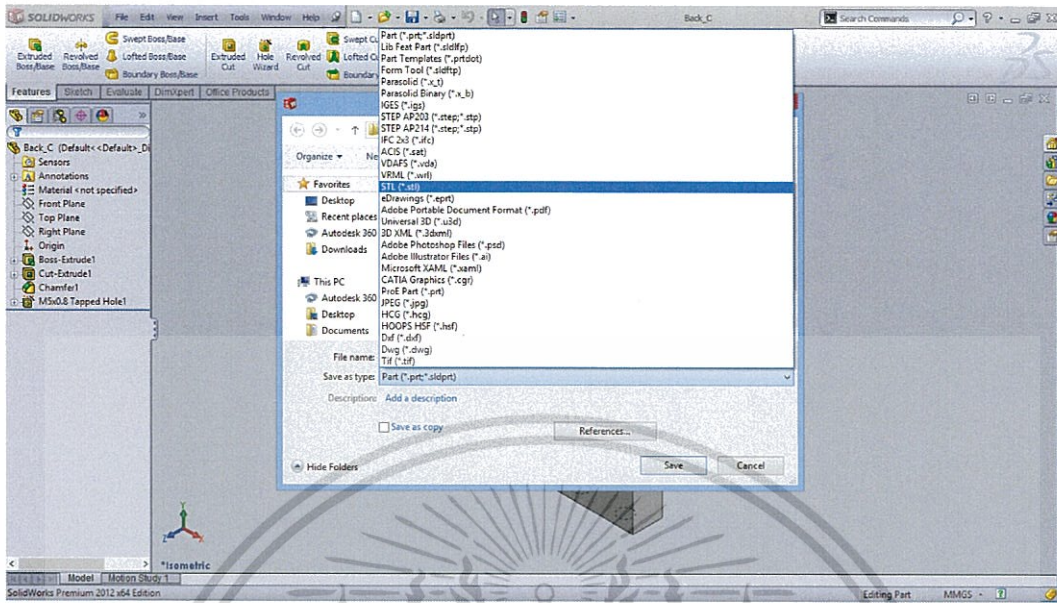 SOLIDWORKS File Edit View Insert Tools Window Help Back_C Search Commands
Extruded Boss/Base
Revolved Boss/Base
Swept Boss/Base
Lofted Boss/Base
Boundary Boss/Base
Extruded Cut
Hole Wizard
Revolved Cut
Swept Cu
Lofted Cu
Boundary
Features Sketch Evaluate DimXpert Office Products
Back_C (Default<<Default>_Di
Sensors
Annotations
Material <not specified>
Front Plane
Top Plane
Right Plane
Origin
Boss-Extrude1
Cut-Extrude1
Chamfer1
M5x0.8 Tapped Hole1
Organize Ne
Favorites
Desktop
Recent places
Autodesk 360
Downloads
This PC
Autodesk 360
Desktop
Documents
Part (*.prt;*.sldprt)
Lib Feat Part (*.sldlfp)
Part Templates (*.prtdot)
Form Tool (*.sldftp)
Parasolid (*.x_t)
Parasolid Binary (*.x_b)
IGES (*.igs)
STEP AP203 (*.step;*.stp)
STEP AP214 (*.step;*.stp)
IFC 2x3 (*.ifc)
ACIS (*.sat)
VDAFS (*.vda)
VRML (*.wrl)
STL (*.stl)
eDrawings (*.eprt)
Adobe Portable Document Format (*.pdf)
Universal 3D (*.u3d)
3D XML (*.3dxml)
Adobe Photoshop Files (*.psd)
Adobe Illustrator Files (*.ai)
Microsoft XAML (*.xaml)
CATIA Graphics (*.cgr)
ProE Part (*.prt)
JPEG (*.jpg)
HCG (*.hcg)
HOOPS HSF (*.hsf)
Dxf (*.dxf)
Dwg (*.dwg)
Tif (*.tif)
File name:
Save as type: Part (*.prt;*.sldprt)
Description: Add a description
Save as copy
References...
Hide Folders
Save Cancel
*Isometric
Model Motion Study 1
SolidWorks Premium 2012 x64 Edition Editing Part MMGS